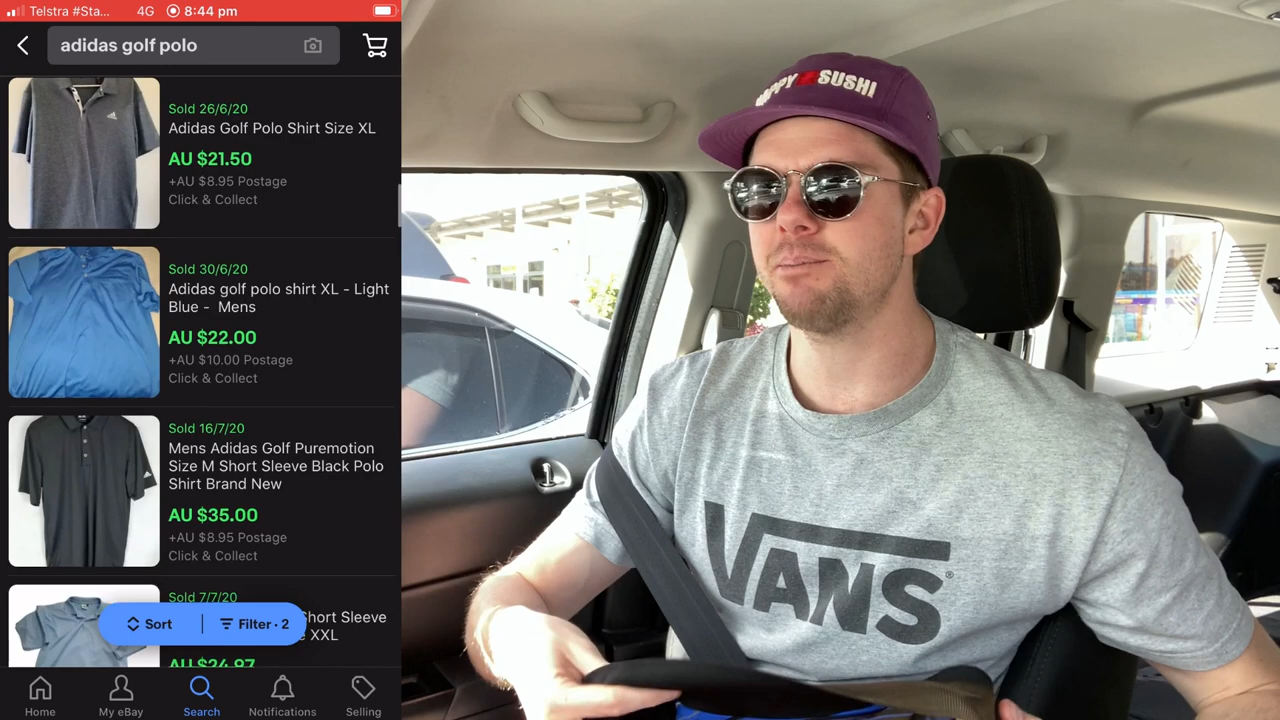 Telstra #Sta... 4G 8:44 pm
adidas golf polo
Sold 26/6/20
Adidas Golf Polo Shirt Size XL
AU $21.50
+AU $8.95 Postage
Click & Collect
Sold 30/6/20
Adidas golf polo shirt XL - Light
Blue - Mens
AU $22.00
+AU $10.00 Postage
Click & Collect
Sold 16/7/20
Mens Adidas Golf Puremotion
Size M Short Sleeve Black Polo
Shirt Brand New
AU $35.00
+AU $8.95 Postage
Click & Collect
Sold 7/7/20
Short Sleeve
XXL
AU $24.97
Sort
Filter · 2
Home
My eBay
Search
Notifications
Selling
SUSHI
VANS®